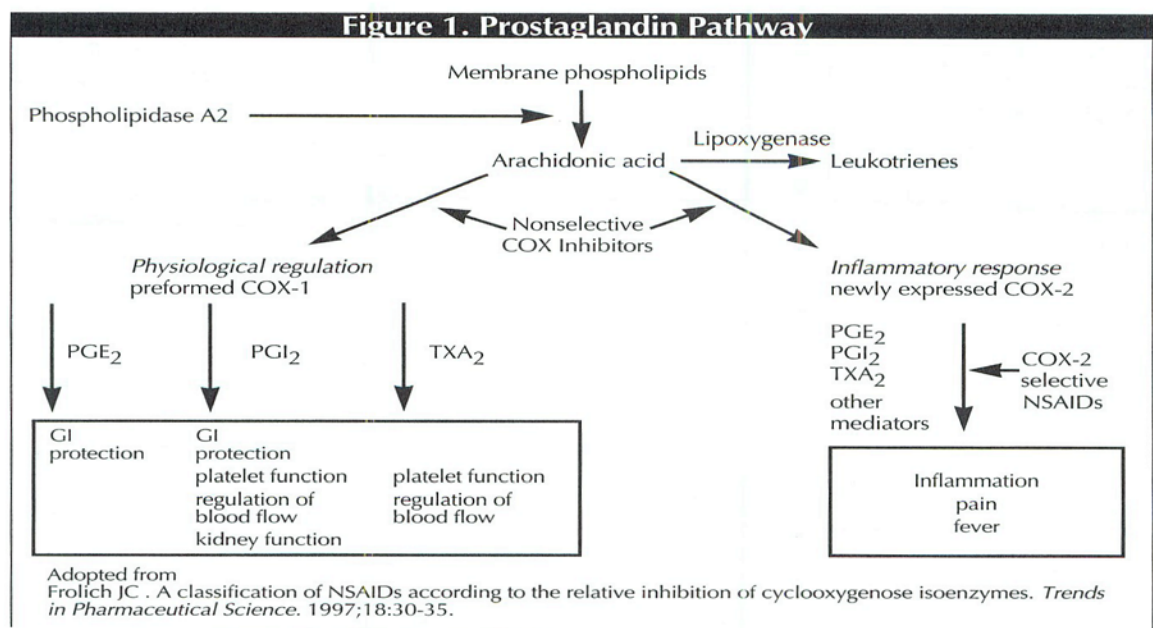 Figure 1. Prostaglandin Pathway
Membrane phospholipids
Phospholipidase A2
Lipoxygenase
Arachidonic acid
Leukotrienes
Nonselective
COX Inhibitors
Physiological regulation
preformed COX-1
Inflammatory response
newly expressed COX-2
PGE2
PGI2
TXA2
PGE2
PGI2
TXA2
other
mediators
COX-2
selective
NSAIDs
GI
protection
GI
protection
platelet function
regulation of
blood flow
kidney function
platelet function
regulation of
blood flow
Inflammation
pain
fever
Adopted from
Frolich JC . A classification of NSAIDs according to the relative inhibition of cyclooxygenose isoenzymes. Trends
in Pharmaceutical Science. 1997;18:30-35.